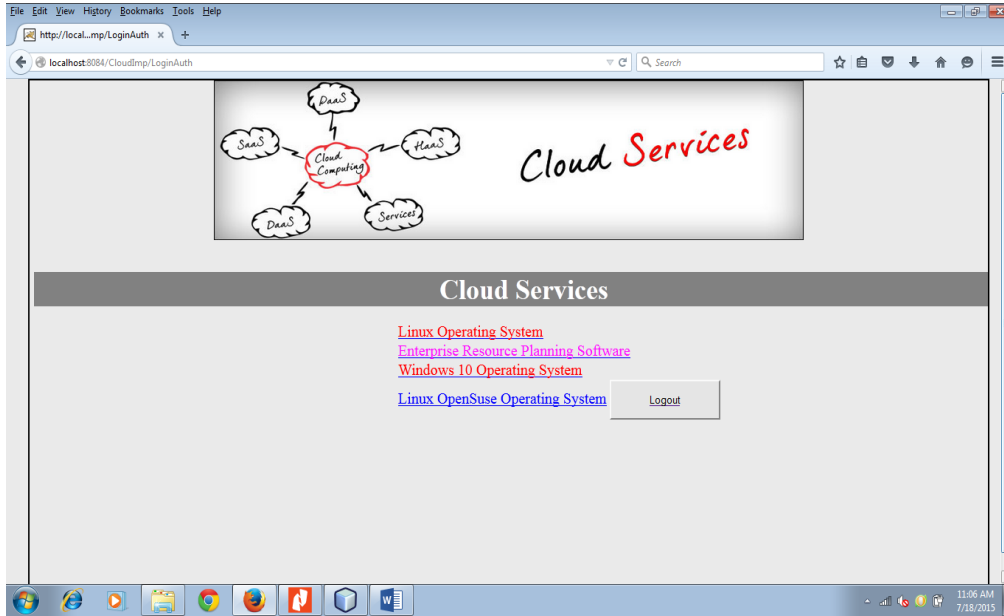 File Edit View History Bookmarks Tools Help
http://local...mp/LoginAuth × +
localhost:8084/CloudImp/LoginAuth
Search
DaaS
SaaS
HaaS
Cloud
Computing
DaaS
Services
Cloud Services
Cloud Services
Linux Operating System
Enterprise Resource Planning Software
Windows 10 Operating System
Linux OpenSuse Operating System
Logout
11:06 AM
7/18/2015